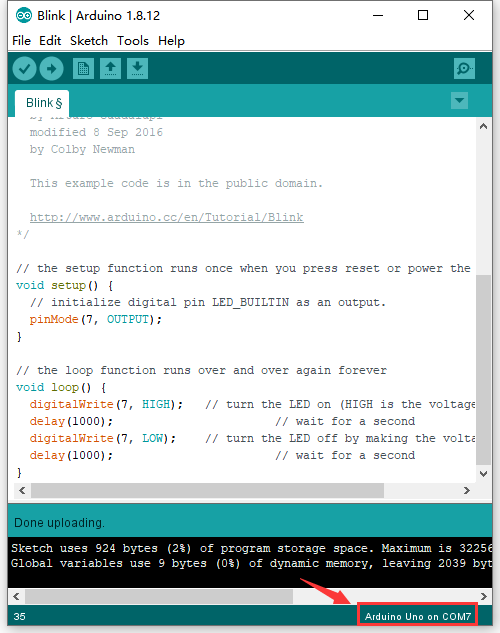 Blink | Arduino 1.8.12
File Edit Sketch Tools Help
Blink §
modified 8 Sep 2016
by Colby Newman
This example code is in the public domain.
http://www.arduino.cc/en/Tutorial/Blink
*/
// the setup function runs once when you press reset or power the
void setup() {
// initialize digital pin LED_BUILTIN as an output.
pinMode(7, OUTPUT);
}
// the loop function runs over and over again forever
void loop() {
digitalWrite(7, HIGH); // turn the LED on (HIGH is the voltage
delay(1000); // wait for a second
digitalWrite(7, LOW); // turn the LED off by making the volta
delay(1000); // wait for a second
}
Done uploading.
Sketch uses 924 bytes (2%) of program storage space. Maximum is 32256
Global variables use 9 bytes (0%) of dynamic memory, leaving 2039 byt
35
Arduino Uno on COM7